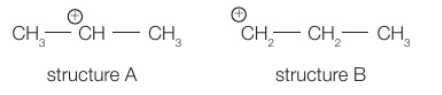 ⊕ ⊕
CH₃—CH—CH₃ CH₂—CH₂—CH₃
structure A structure B